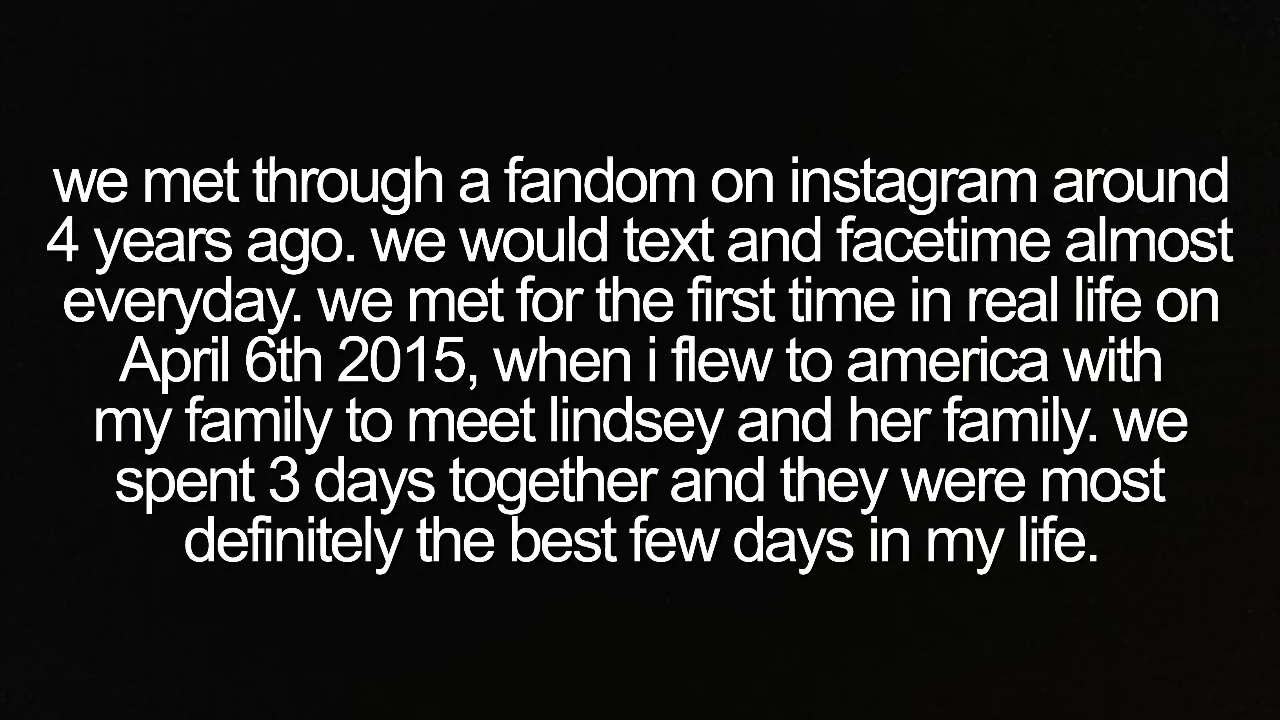 we met through a fandom on instagram around
4 years ago. we would text and facetime almost
everyday. we met for the first time in real life on
April 6th 2015, when i flew to america with
my family to meet lindsey and her family. we
spent 3 days together and they were most
definitely the best few days in my life.